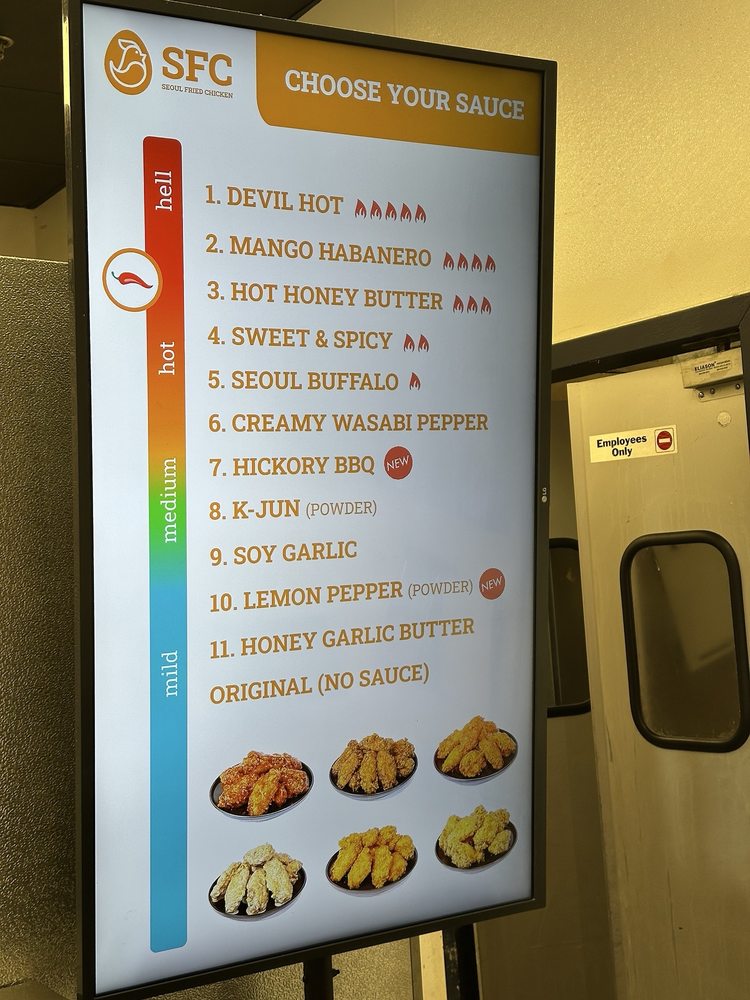 SFC
SEOUL FRIED CHICKEN
CHOOSE YOUR SAUCE
hell
hot
medium
mild
1. DEVIL HOT
2. MANGO HABANERO
3. HOT HONEY BUTTER
4. SWEET & SPICY
5. SEOUL BUFFALO
6. CREAMY WASABI PEPPER
7. HICKORY BBQ NEW
8. K-JUN (POWDER)
9. SOY GARLIC
10. LEMON PEPPER (POWDER) NEW
11. HONEY GARLIC BUTTER
ORIGINAL (NO SAUCE)
LG
ELIASON
Employees
Only